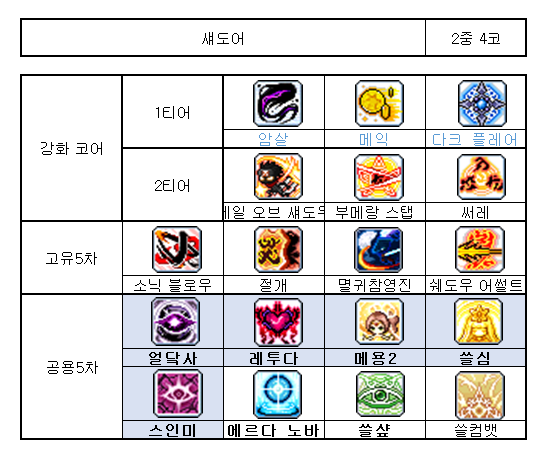 섀도어
2중 4코
강화 코어
1티어
암살
메익
다크 플레어
2티어
베일 오브 섀도우
부메랑 스탭
써레
고유5차
소닉 블로우
절개
멸귀참영진
쉐도우 어썰트
공용5차
얼닼사
레투다
메용2
쓸심
스인미
에르다 노바
쓸샾
쓸컴뱃